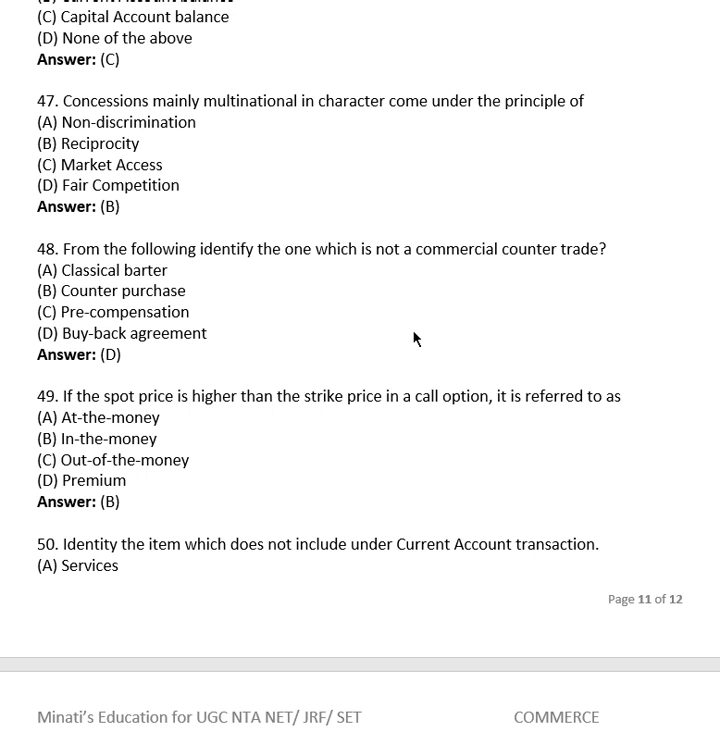 (C) Capital Account balance
(D) None of the above
Answer: (C)
47. Concessions mainly multinational in character come under the principle of
(A) Non-discrimination
(B) Reciprocity
(C) Market Access
(D) Fair Competition
Answer: (B)
48. From the following identify the one which is not a commercial counter trade?
(A) Classical barter
(B) Counter purchase
(C) Pre-compensation
(D) Buy-back agreement
Answer: (D)
49. If the spot price is higher than the strike price in a call option, it is referred to as
(A) At-the-money
(B) In-the-money
(C) Out-of-the-money
(D) Premium
Answer: (B)
50. Identity the item which does not include under Current Account transaction.
(A) Services
Page 11 of 12
Minati's Education for UGC NTA NET/ JRF/ SET COMMERCE